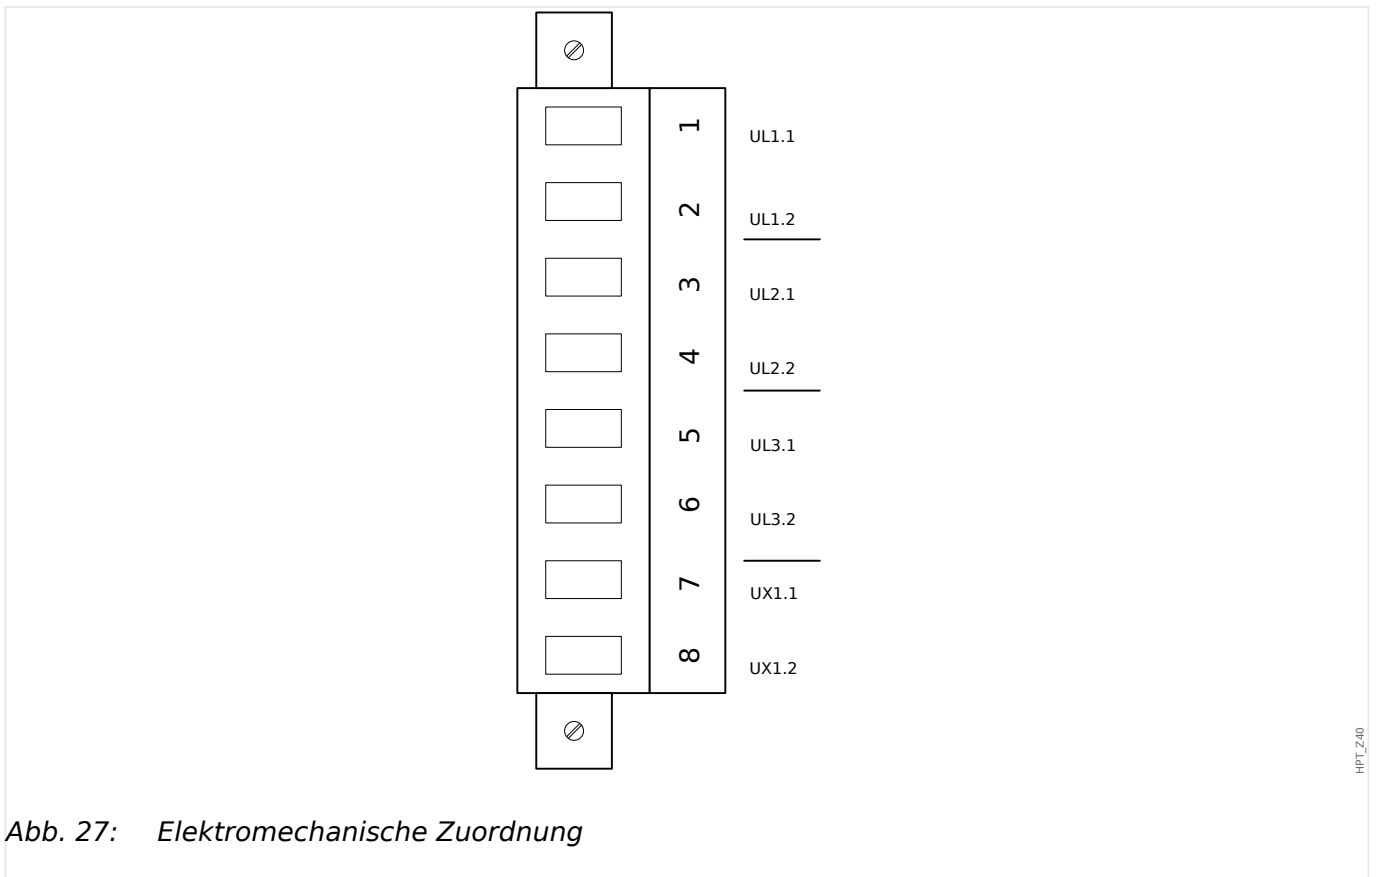 1 UL1.1
2 UL1.2
3 UL2.1
4 UL2.2
5 UL3.1
6 UL3.2
7 UX1.1
8 UX1.2
HPT_Z40
Abb. 27: Elektromechanische Zuordnung